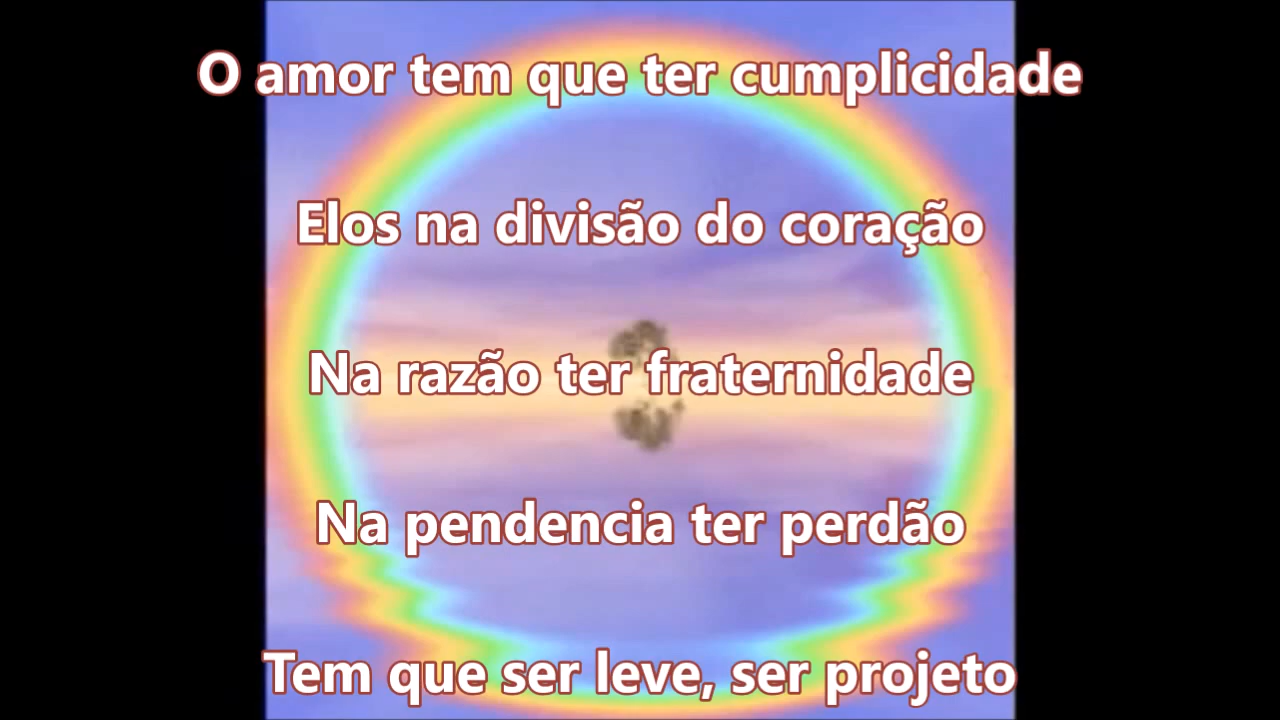 O amor tem que ter cumplicidade
Elos na divisão do coração
Na razão ter fraternidade
Na pendencia ter perdão
Tem que ser leve, ser projeto